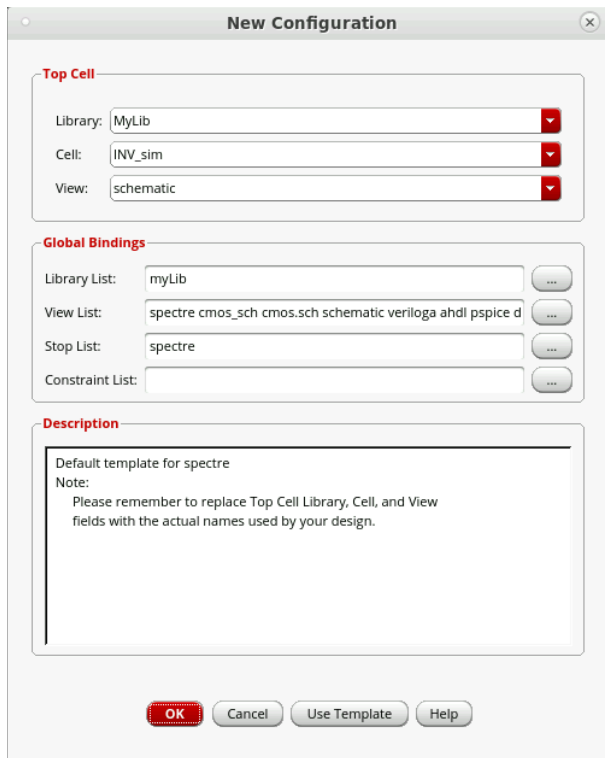 New Configuration
Top Cell
Library: MyLib
Cell: INV_sim
View: schematic
Global Bindings
Library List: myLib ...
View List: spectre cmos_sch cmos.sch schematic veriloga ahdl pspice d ...
Stop List: spectre ...
Constraint List: ...
Description
Default template for spectre
Note:
Please remember to replace Top Cell Library, Cell, and View
fields with the actual names used by your design.
OK Cancel Use Template Help